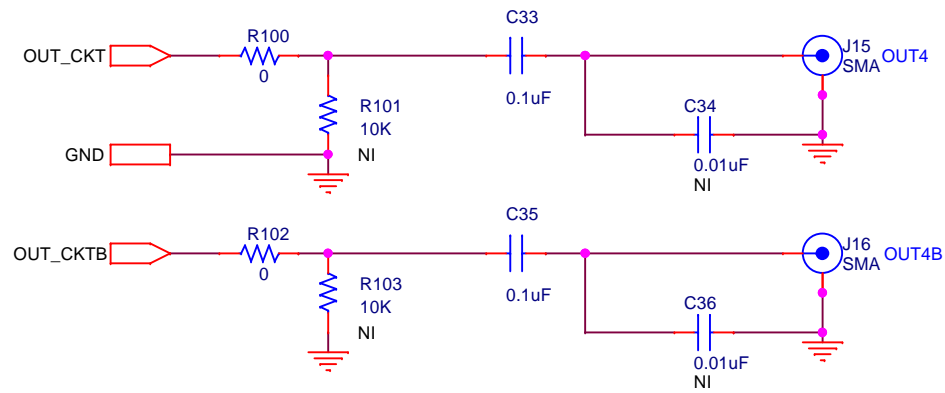 C33
R100
OUT_CKT
J15
OUT4
SMA
0
0.1uF
R101
10K
NI
C34
GND
0.01uF
NI
C35
R102
OUT_CKTB
J16
OUT4B
SMA
0
0.1uF
R103
10K
NI
C36
0.01uF
NI